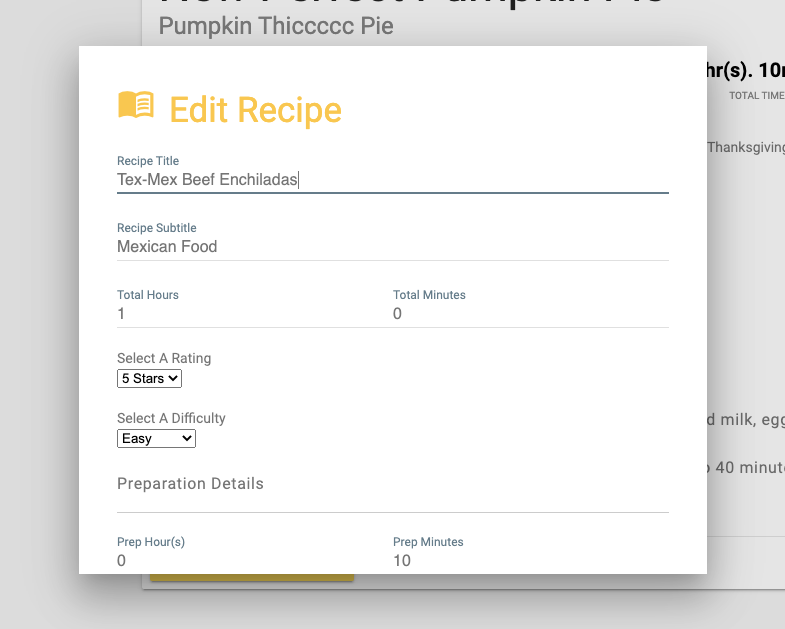 Pumpkin Thiccccc Pie
hr(s). 10
TOTAL TIME
Thanksgiving
Edit Recipe
Recipe Title
Tex-Mex Beef Enchiladas
Recipe Subtitle
Mexican Food
Total Hours Total Minutes
1 0
Select A Rating
5 Stars
Select A Difficulty
Easy
d milk, egg
40 minut
Preparation Details
Prep Hour(s) Prep Minutes
0 10